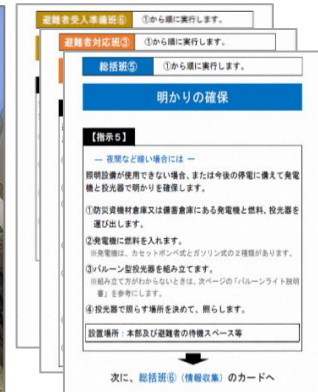 避難者受入準備班⑥ ①から順に実行します。
避難者対応班③ ①から順に実行します。
総括班⑤ ①から順に実行します。
明かりの確保
【指示5】
― 夜間など暗い場合には ―
照明設備が使用できない場合、または今後の停電に備えて発電
機と投光器で明かりを確保します。
①防災資機材倉庫又は備蓄倉庫にある発電機と燃料、投光器を
運び出します。
②発電機に燃料を入れます。
※発電機は、カセットボンベ式とガソリン式の2種類があります。
③バルーン型投光器を組み立てます。
※組み立て方がわからないときは、次ページの「バルーンライト説明
書」を参考にします。
④投光器で照らす場所を決めて、照らします。
設置場所：本部及び避難者の待機スペース等
次に、総括班⑥（情報収集）のカードへ